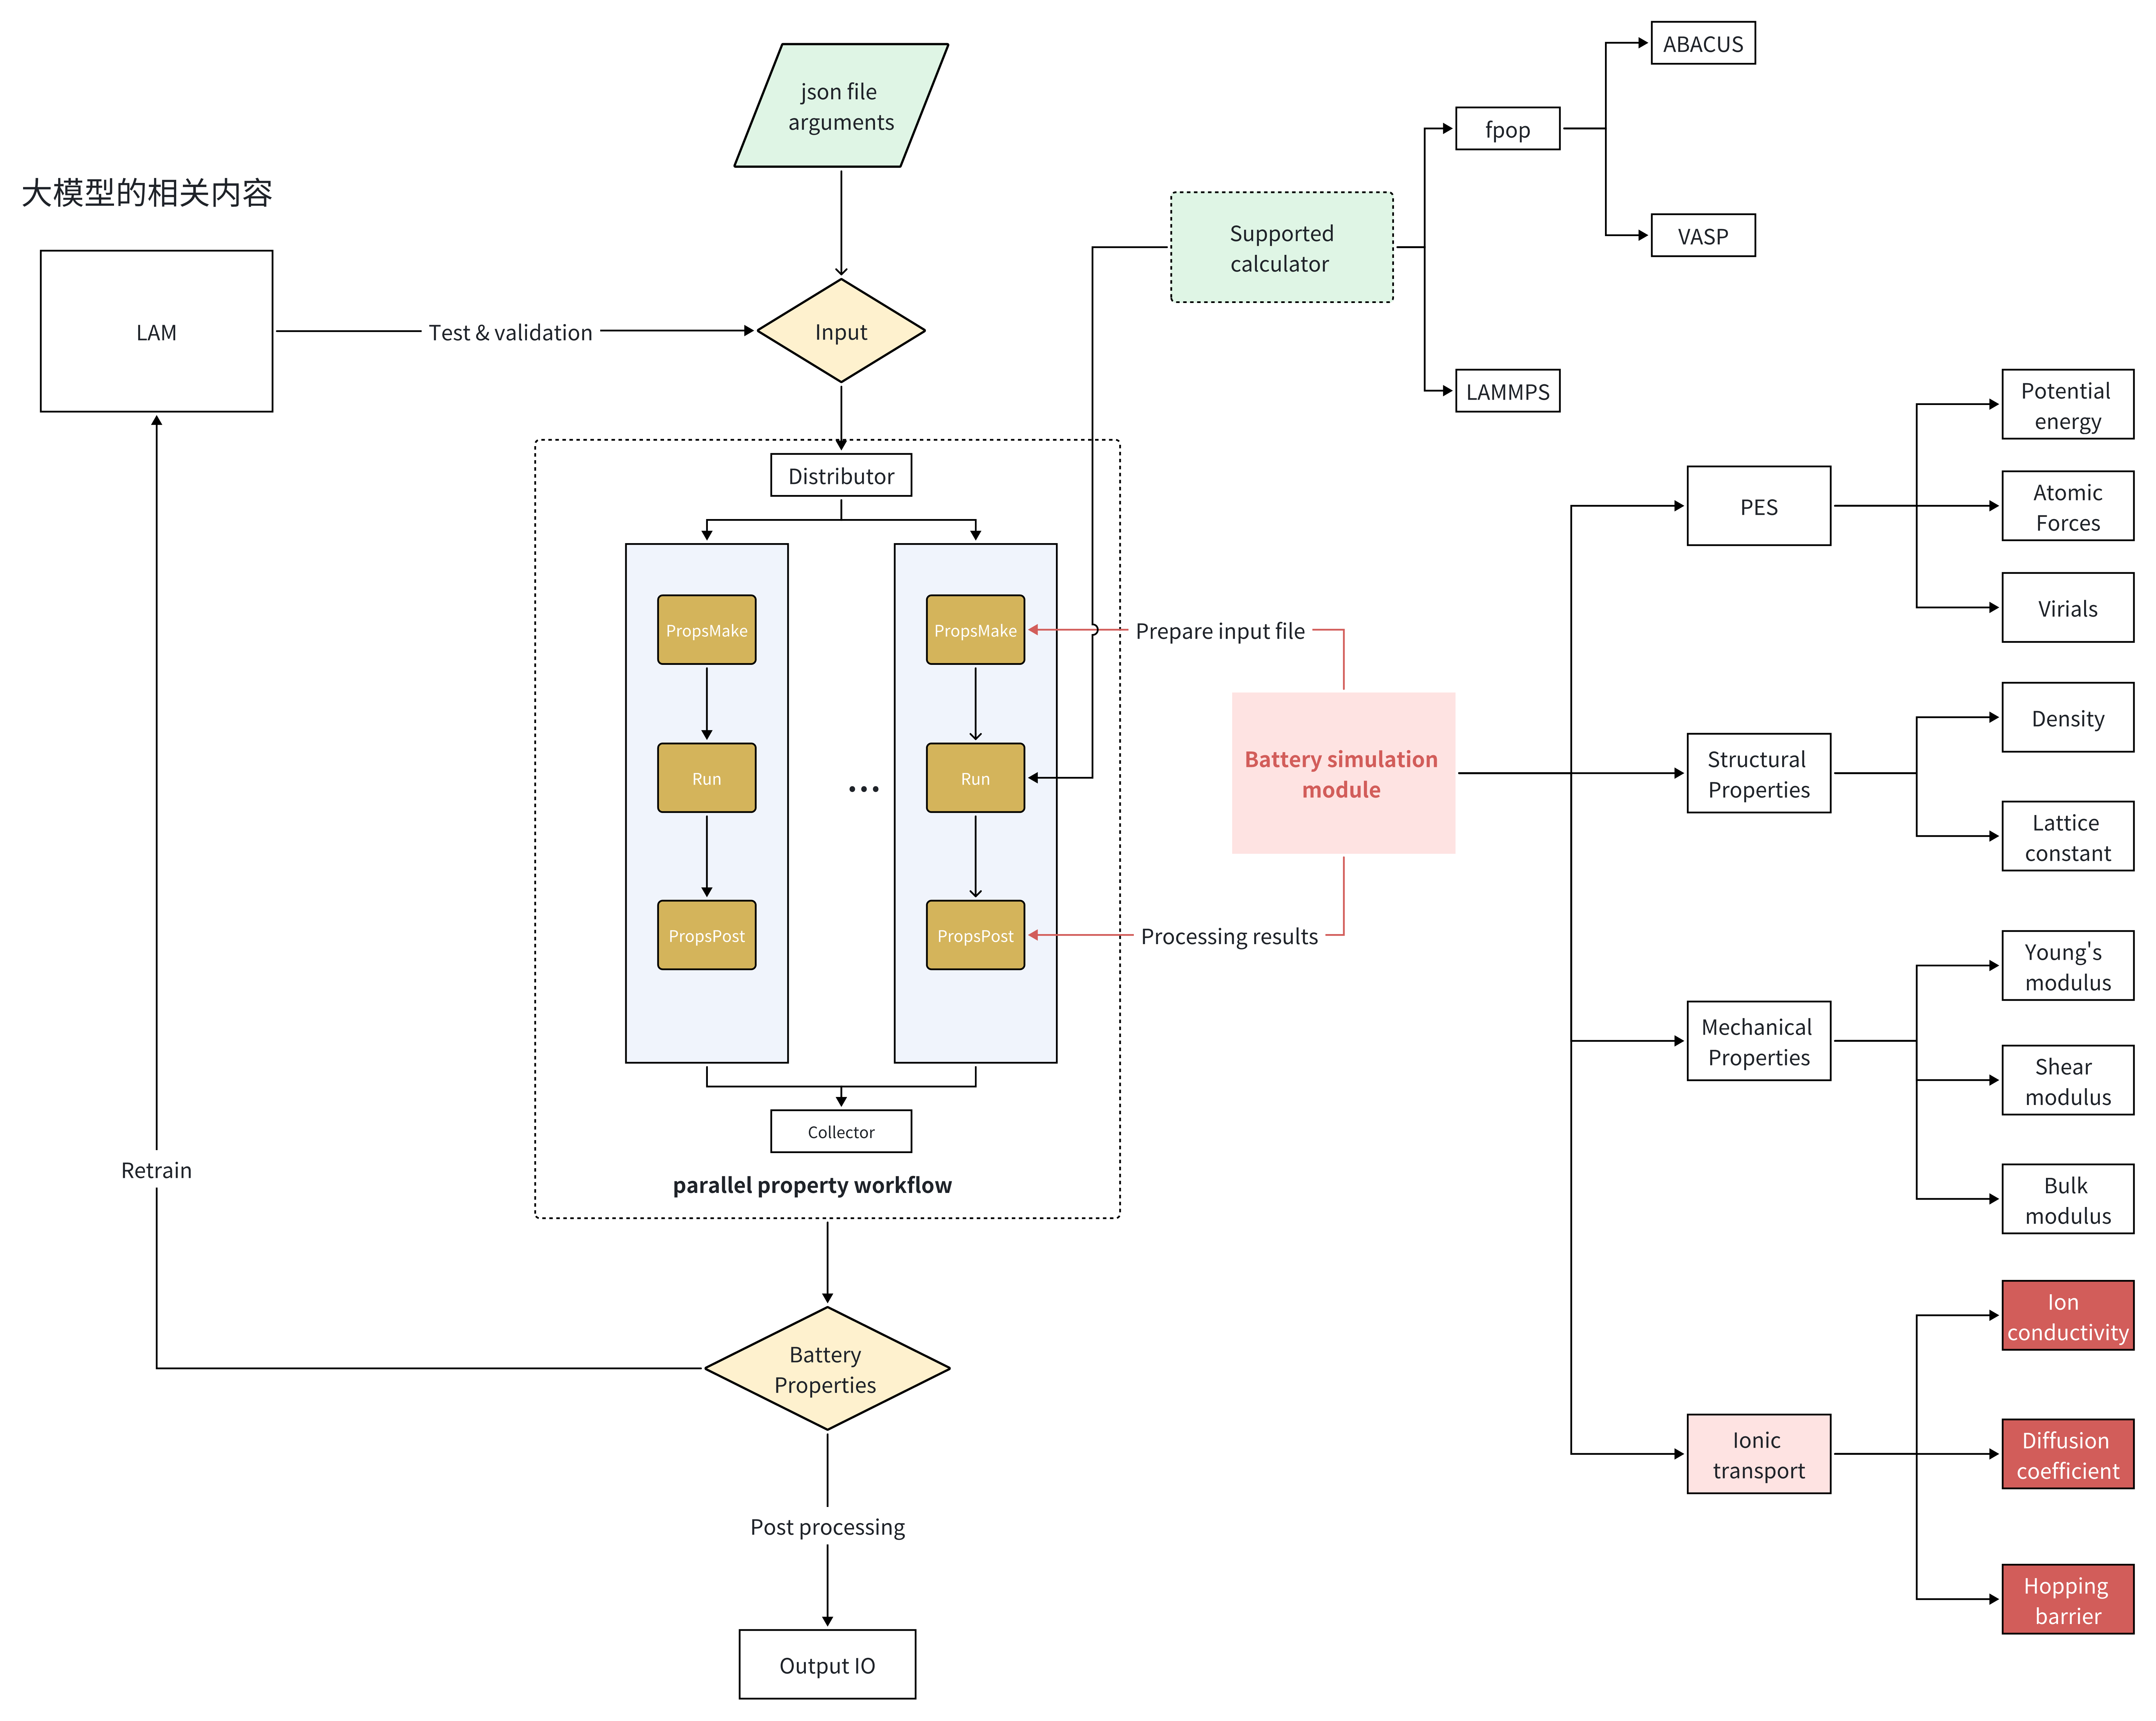 json file
arguments
大模型的相关内容
LAM
Test & validation
Input
Supported
calculator
fpop
ABACUS
VASP
LAMMPS
Distributor
PropsMake
Run
PropsPost
...
PropsMake
Run
PropsPost
Collector
parallel property workflow
Prepare input file
Battery simulation
module
Processing results
PES
Potential
energy
Atomic
Forces
Virials
Structural
Properties
Density
Lattice
constant
Mechanical
Properties
Young's
modulus
Shear
modulus
Bulk
modulus
Ionic
transport
Ion
conductivity
Diffusion
coefficient
Hopping
barrier
Retrain
Battery
Properties
Post processing
Output IO